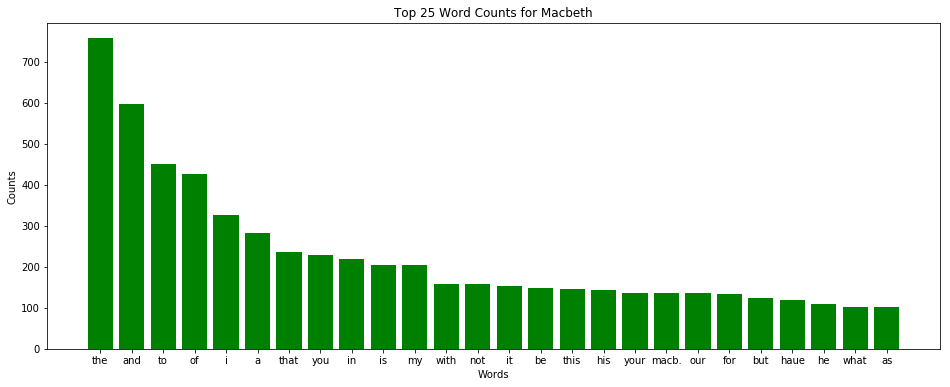 Top 25 Word Counts for Macbeth
Counts
700
600
500
400
300
200
100
0
the and to of i a that you in is my with not it be this his your macb. our for but haue he what as
Words